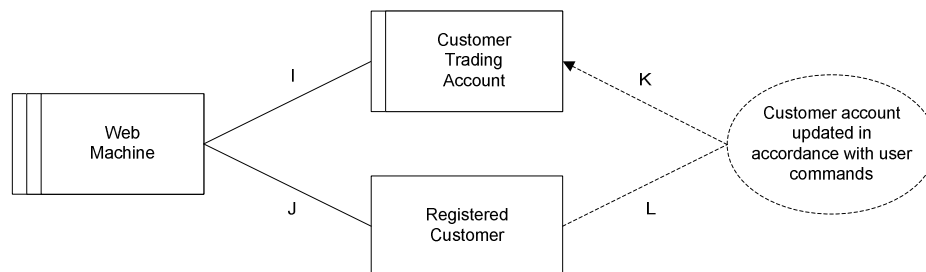 Web
Machine
I
J
Customer
Trading
Account
Registered
Customer
K
L
Customer account
updated in
accordance with user
commands